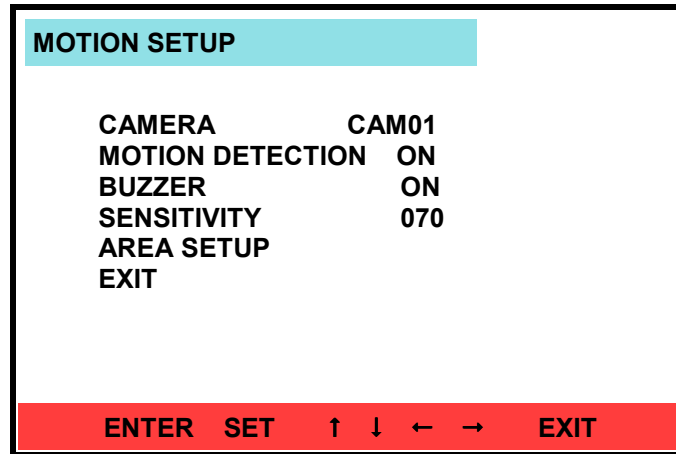 MOTION SETUP
CAMERA CAM01
MOTION DETECTION ON
BUZZER ON
SENSITIVITY 070
AREA SETUP
EXIT
ENTER SET ↑ ↓ ← → EXIT